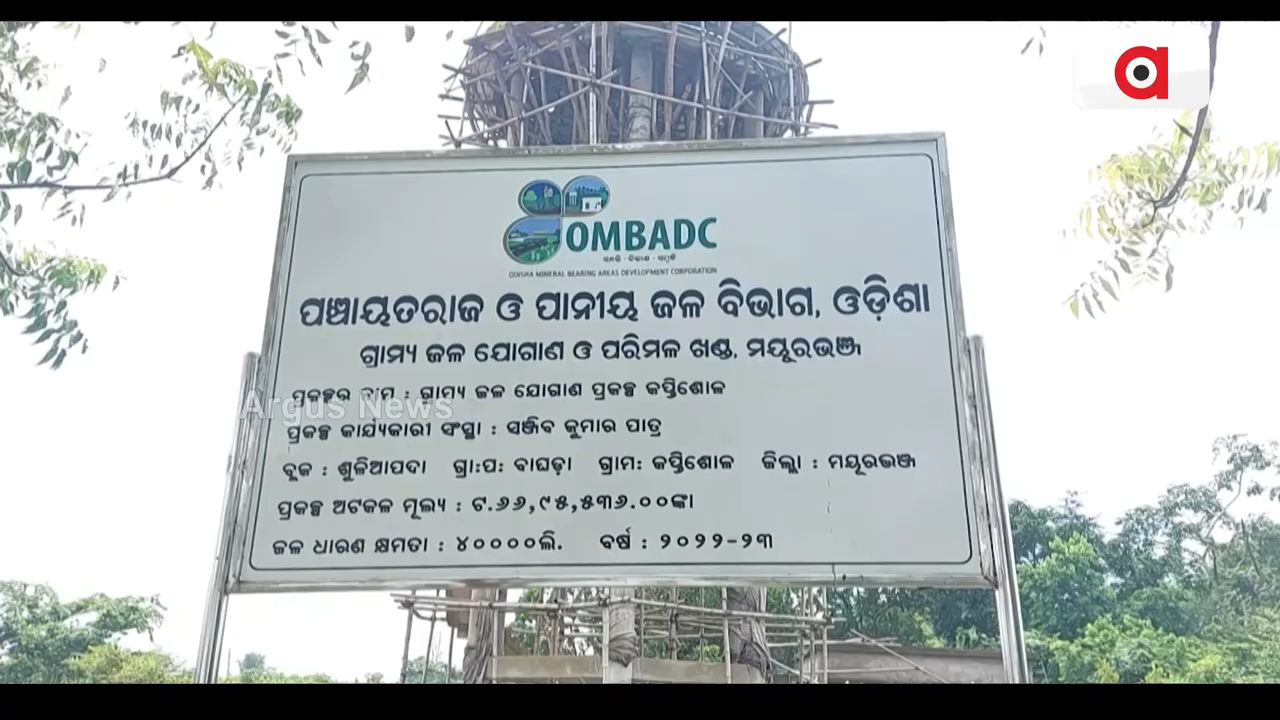 a
OMBADC
ODISHA MINERAL BEARING AREAS DEVELOPMENT CORPORATION
ପଞ୍ଚାୟତରାଜ ଓ ପାନୀୟ ଜଳ ବିଭାଗ, ଓଡ଼ିଶା
ଗ୍ରାମ୍ୟ ଜଳ ଯୋଗାଣ ଓ ପରିମଳ ଖଣ୍ଡ, ମୟୂରଭଞ୍ଜ
ପ୍ରକଳ୍ପର ନାମ : ଗ୍ରାମ୍ୟ ଜଳ ଯୋଗାଣ ପ୍ରକଳ୍ପ କପ୍ତିଶୋଳ
Argus News
ପ୍ରକଳ୍ପ କାର୍ଯ୍ୟକାରୀ ସଂସ୍ଥା : ସଞ୍ଜିବ କୁମାର ପାତ୍ର
ବ୍ଲକ : ଶୁଳିଆପଦା ଗ୍ରା:ପ: ବାଘଡ଼ା ଗ୍ରାମ: କପ୍ତିଶୋଳ ଜିଲ୍ଲା : ମୟୂରଭଞ୍ଜ
ପ୍ରକଳ୍ପ ଅଟକଳ ମୂଲ୍ୟ : ଟ.୬୬,୯୫,୫୩୬.୦୦ଙ୍କା
ଜଳ ଧାରଣ କ୍ଷମତା : ୪୦୦୦୦ଲି. ବର୍ଷ : ୨୦୨୨-୨୩